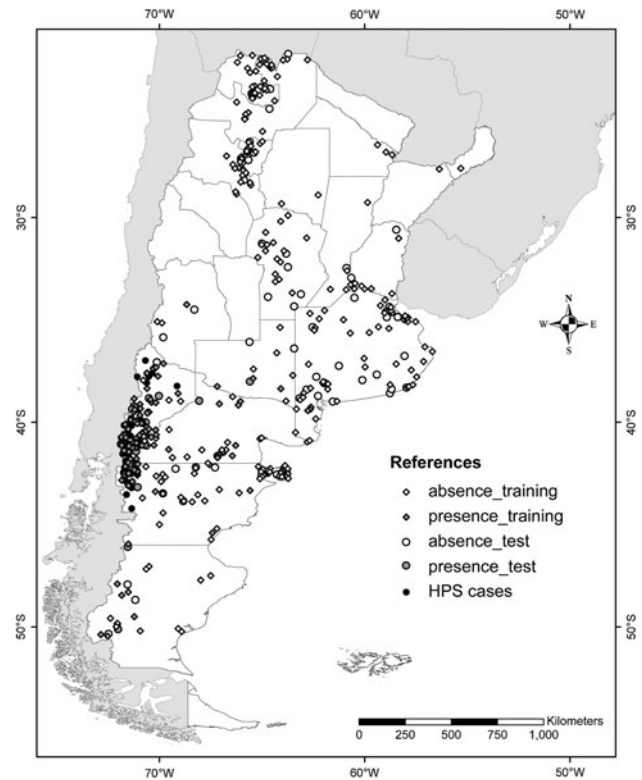 70°W 60°W 50°W
30°S 30°S
40°S 40°S
50°S 50°S
N
W E
S
References
absence_training
presence_training
absence_test
presence_test
HPS cases
Kilometers
0 250 500 750 1,000
70°W 60°W 50°W